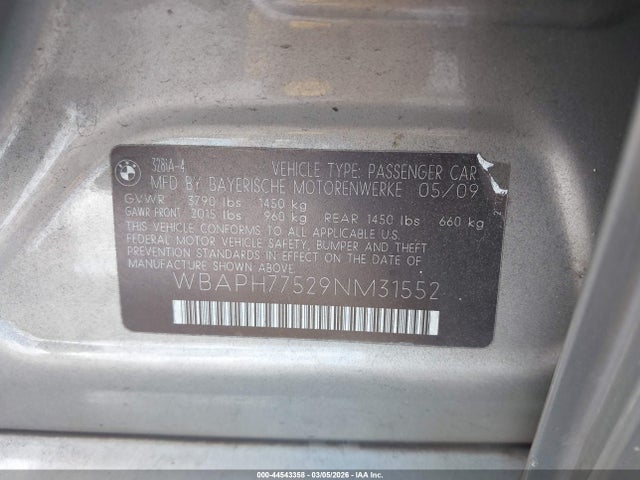 BMW
328iA-4 VEHICLE TYPE: PASSENGER CAR
MFD BY BAYERISCHE MOTORENWERKE 05/09
GVWR 3790 lbs 1450 kg
GAWR FRONT 2015 lbs 960 kg REAR 1450 lbs 660 kg
THIS VEHICLE CONFORMS TO ALL APPLICABLE U.S.
FEDERAL MOTOR VEHICLE SAFETY, BUMPER AND THEFT
PREVENTION STANDARDS IN EFFECT ON THE DATE OF
MANUFACTURE SHOWN ABOVE.
WBAPH77529NM31552
000-44543358 | 03/05/2026 - IAA Inc.